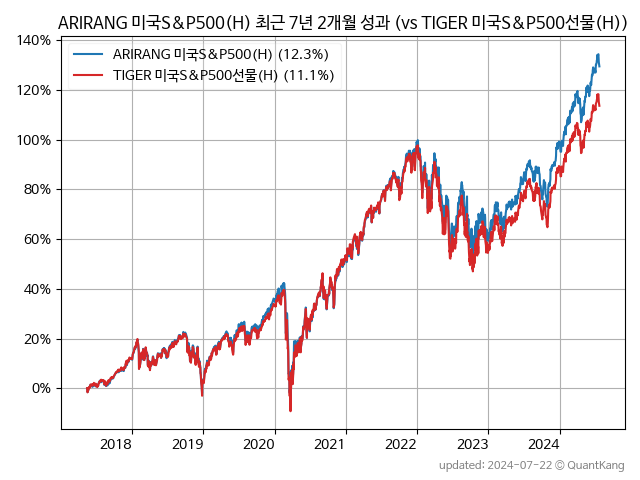 ARIRANG 미국S&P500(H) 최근 7년 2개월 성과 (vs TIGER 미국S&P500선물(H))
140%
ARIRANG 미국S&P500(H) (12.3%)
TIGER 미국S&P500선물(H) (11.1%)
120%
100%
80%
60%
40%
20%
0%
2018 2019 2020 2021 2022 2023 2024
updated: 2024-07-22 © QuantKang